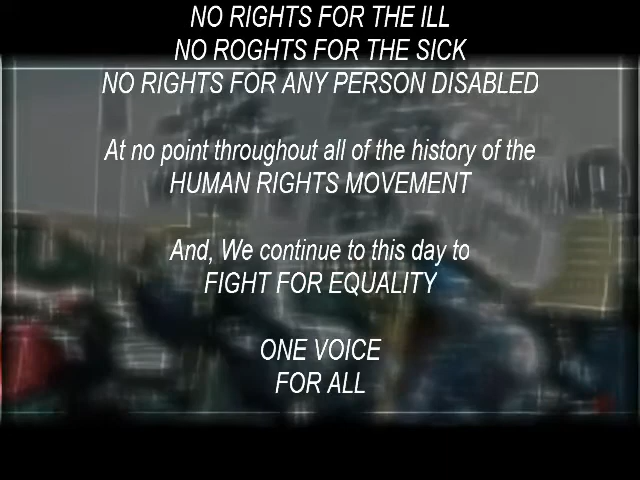 NO RIGHTS FOR THE ILL
NO ROGHTS FOR THE SICK
NO RIGHTS FOR ANY PERSON DISABLED
At no point throughout all of the history of the
HUMAN RIGHTS MOVEMENT
And, We continue to this day to
FIGHT FOR EQUALITY
ONE VOICE
FOR ALL